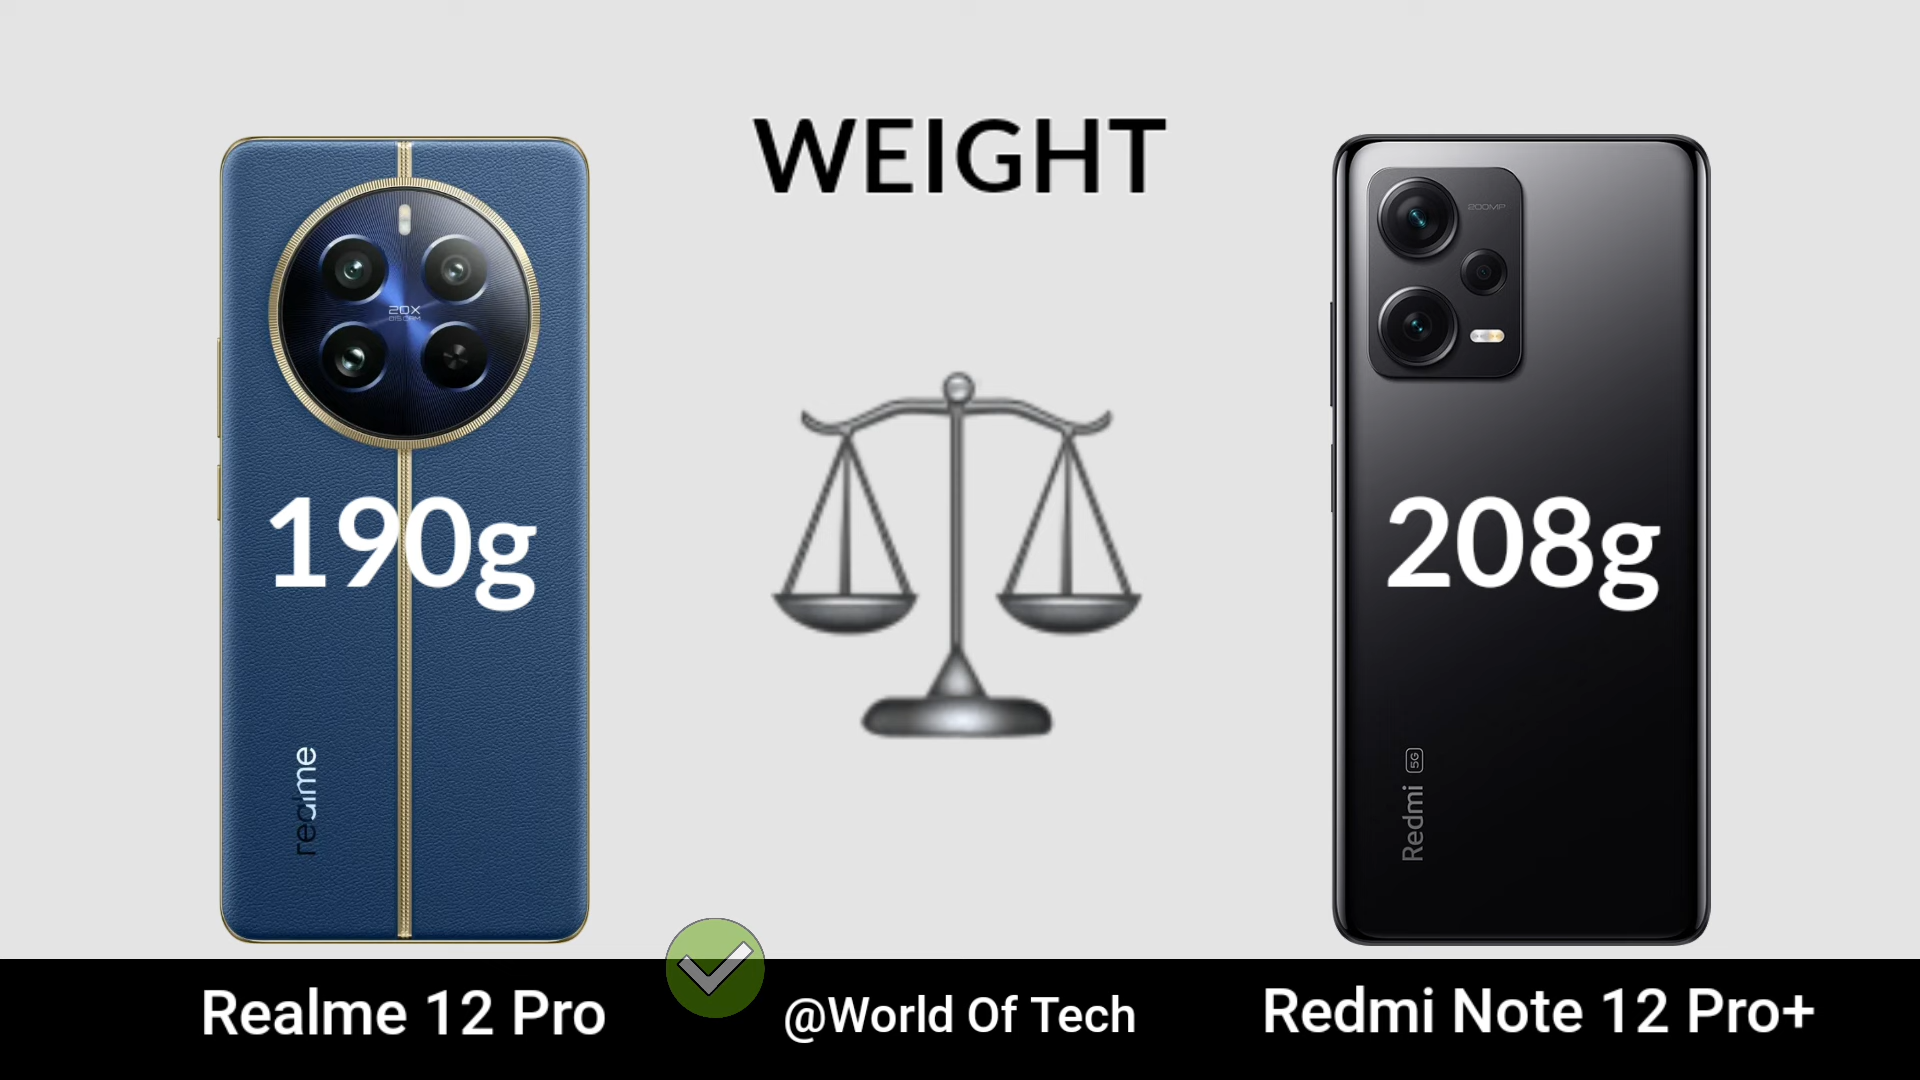 WEIGHT
200MP
20X
190g
208g
realme
Redmi 5G
Realme 12 Pro
@World Of Tech
Redmi Note 12 Pro+